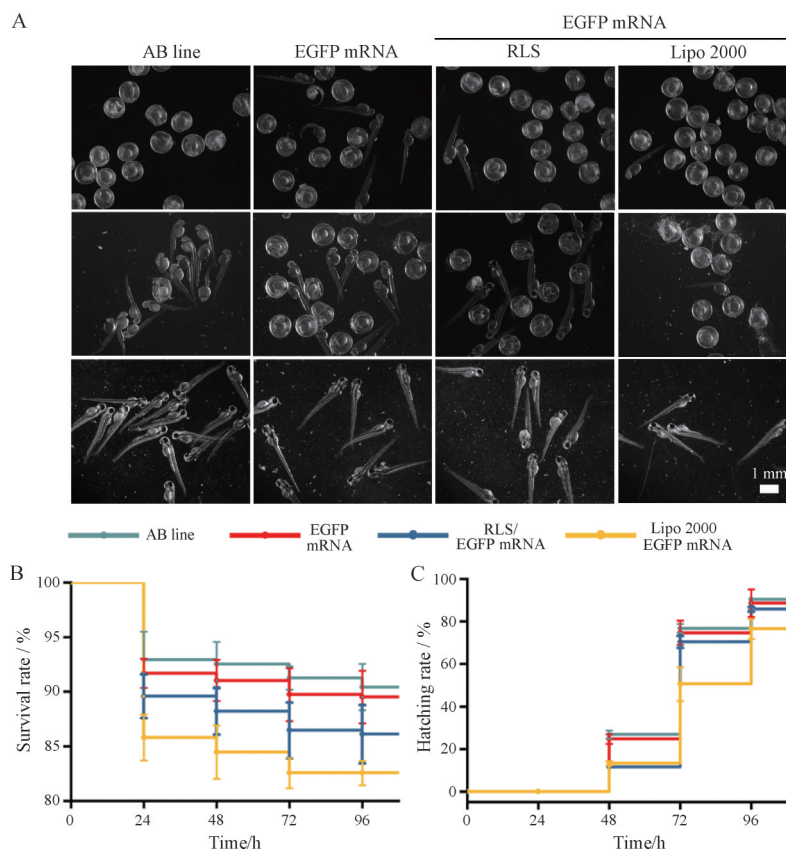 A
EGFP mRNA
AB line
EGFP mRNA
RLS
Lipo 2000
1 mm
AB line
EGFP
mRNA
RLS/
EGFP mRNA
Lipo 2000
EGFP mRNA
B
100
95
90
85
80
Survival rate / %
0
24
48
72
96
Time/h
C
100
80
60
40
20
0
Hatching rate / %
0
24
48
72
96
Time/h